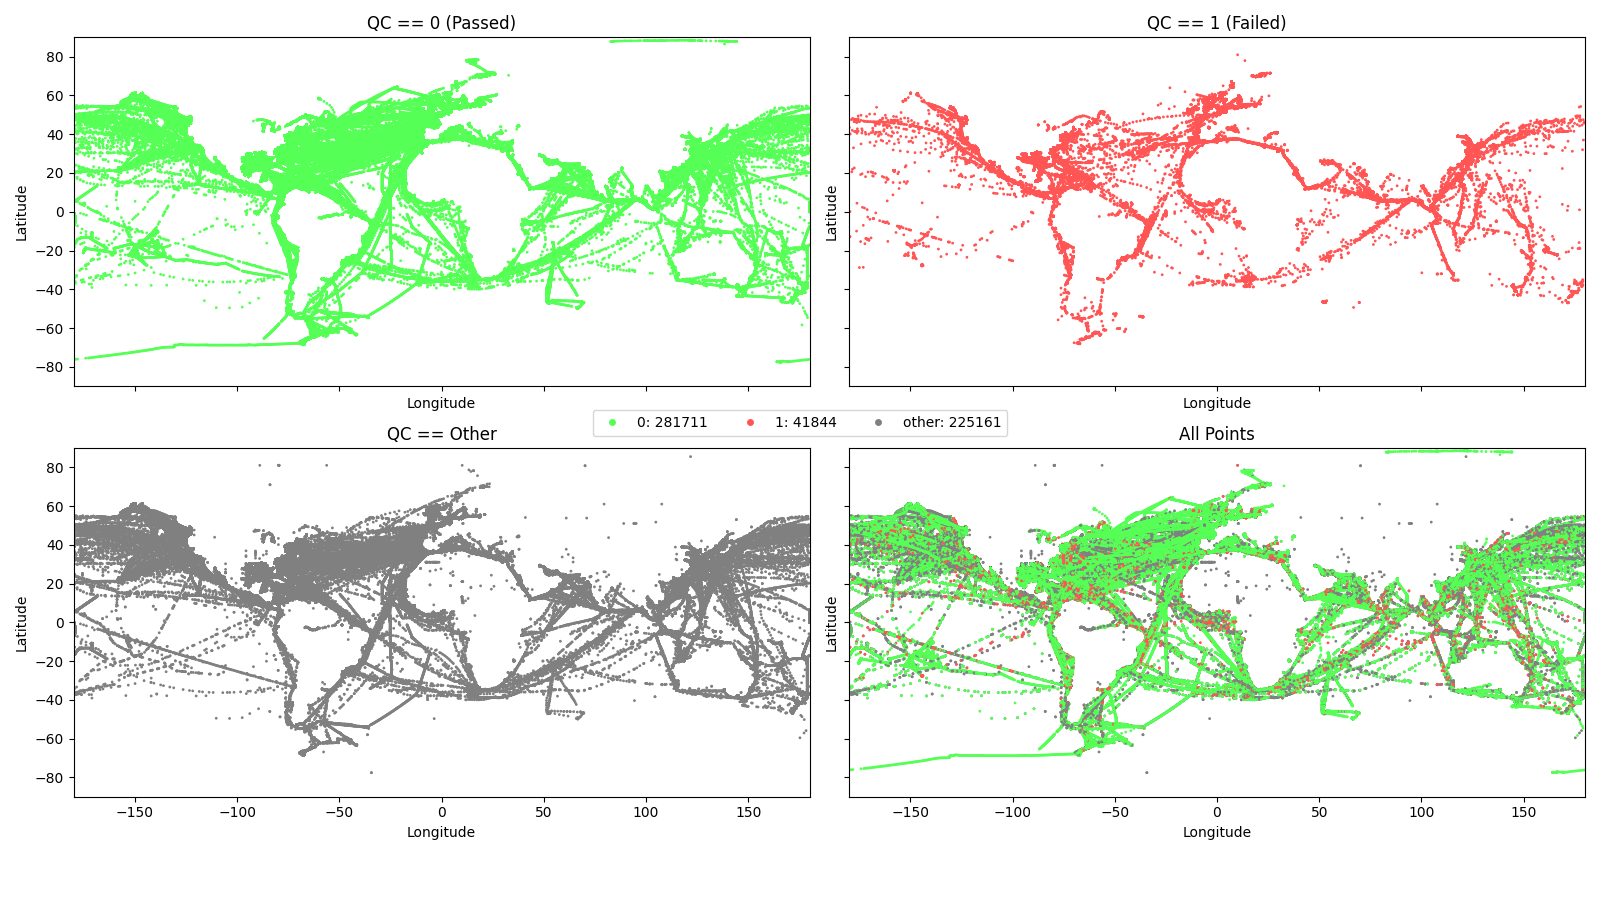 QC == 0 (Passed)
QC == 1 (Failed)
80
60
40
20
0
−20
−40
−60
−80
Latitude
Latitude
Longitude
Longitude
0: 281711
1: 41844
other: 225161
QC == Other
All Points
80
60
40
20
0
−20
−40
−60
−80
Latitude
Latitude
−150
−100
−50
0
50
100
150
−150
−100
−50
0
50
100
150
Longitude
Longitude